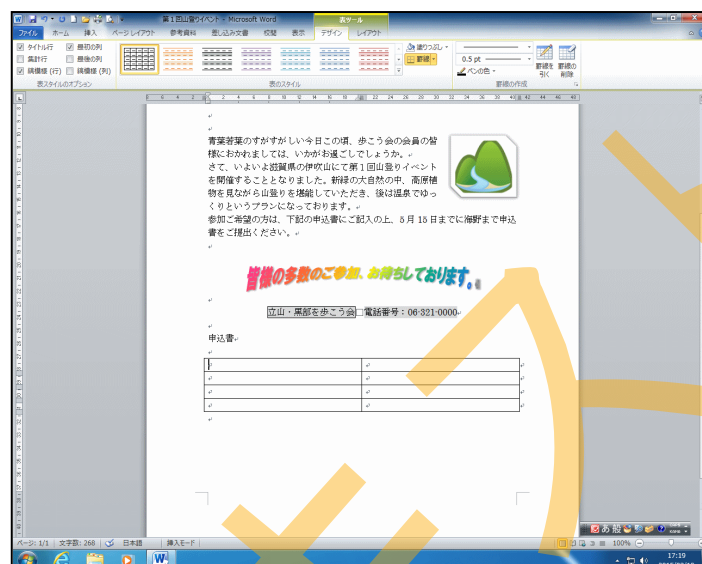 第１回山登りイベント - Microsoft Word
表ツール
ファイル ホーム 挿入 ページ レイアウト 参考資料 差し込み文書 校閲 表示 デザイン レイアウト
タイトル行 最初の列
集計行 最後の列
縞模様 (行) 縞模様 (列)
表スタイルのオプション
表のスタイル
塗りつぶし
罫線
0.5 pt
ペンの色
罫線を引く
罫線の削除
罫線の作成
青葉若葉のすがすがしい今日この頃、歩こう会の会員の皆
様におかれましては、いかがお過ごしでしょうか。
さて、いよいよ滋賀県の伊吹山にて第１回山登りイベント
を開催することとなりました。新緑の大自然の中、高原植
物を見ながら山登りを堪能していただき、後は温泉でゆっ
くりというプランになっております。
参加ご希望の方は、下記の申込書にご記入の上、5 月 15 日までに海野まで申込
書をご提出ください。
皆様の多数のご参加、お待ちしております。
立山・黒部を歩こう会□電話番号：06-321-0000
申込書
あ 般
ページ: 1/1 文字数: 268 日本語 挿入モード 100%
17:19